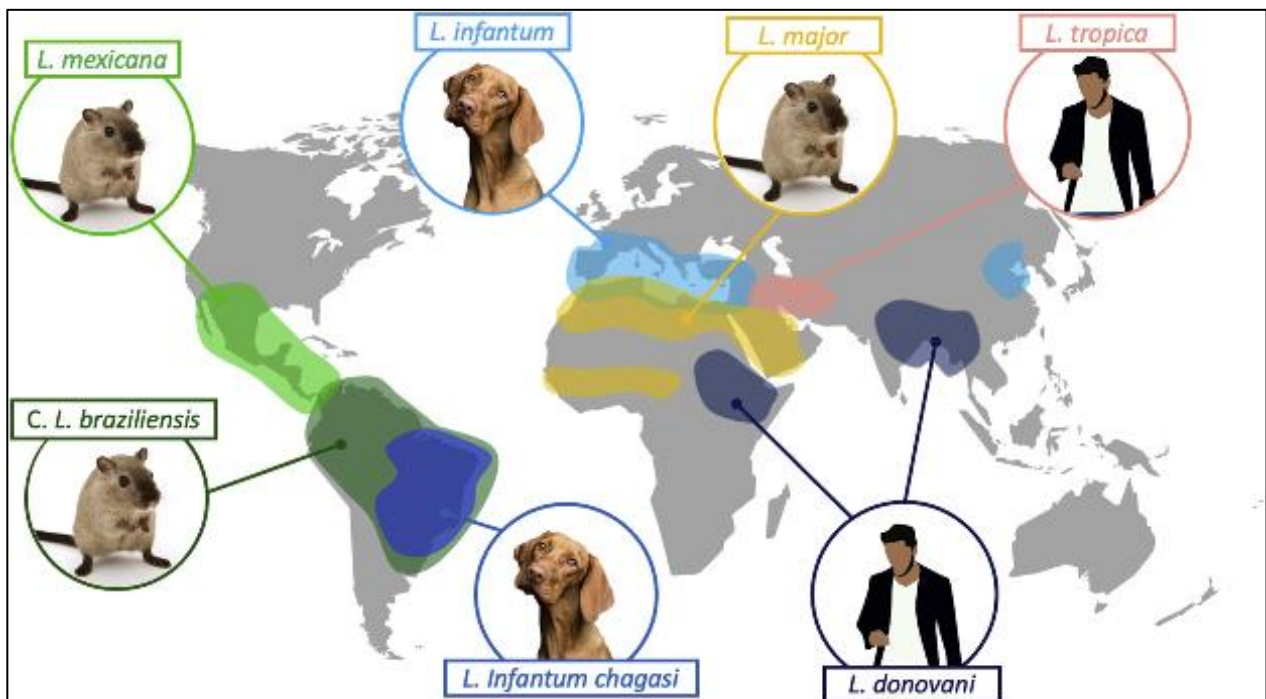 L. mexicana
L. infantum
L. major
L. tropica
C. L. braziliensis
L. Infantum chagasi
L. donovani